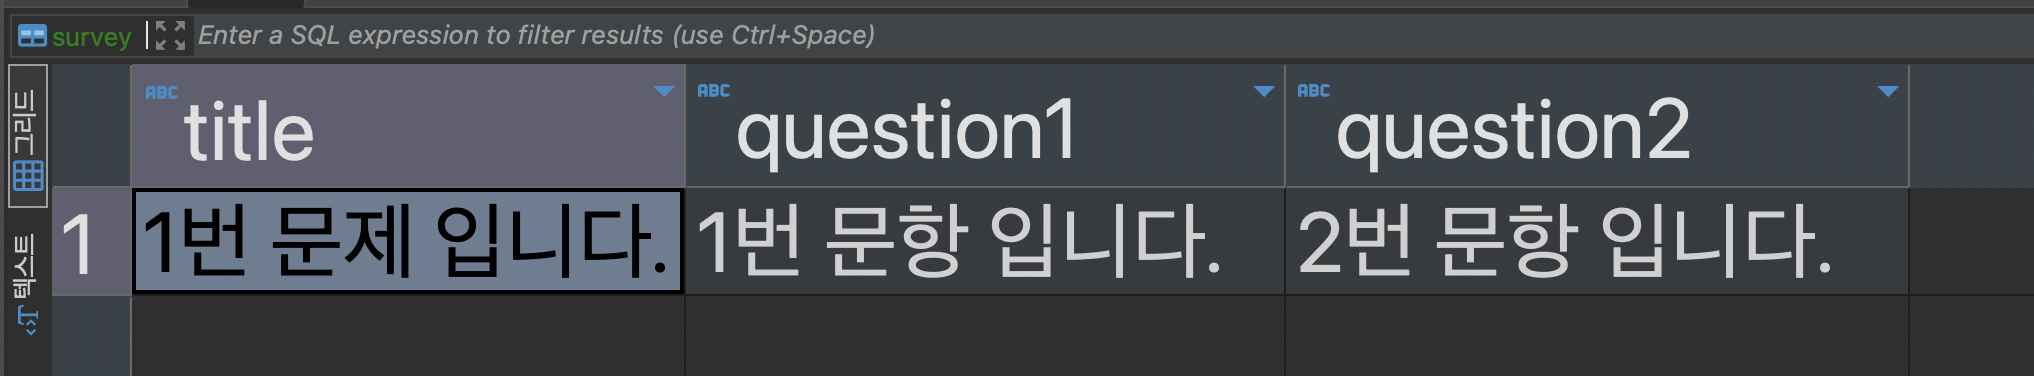 survey Enter a SQL expression to filter results (use Ctrl+Space)
그리드
텍스트
ABC title ABC question1 ABC question2
1 1번 문제 입니다. 1번 문항 입니다. 2번 문항 입니다.